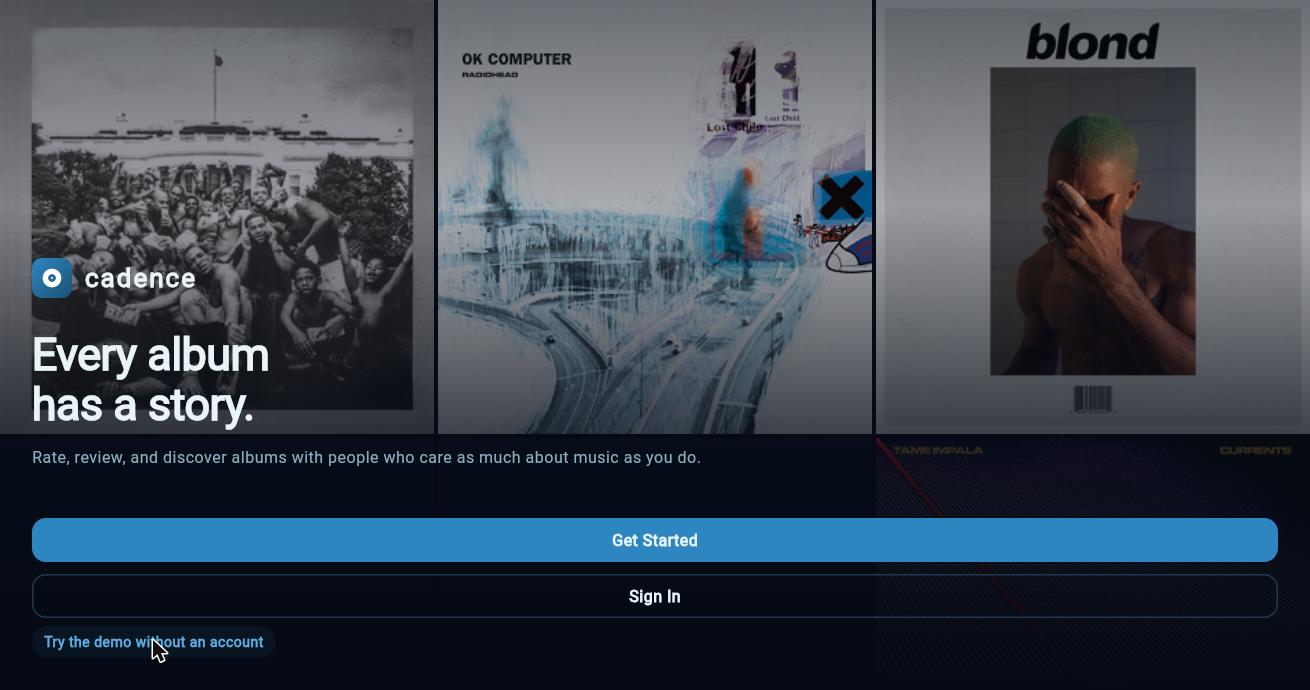 OK COMPUTER
RADIOHEAD
Lost Child
Lost Child
blond
cadence
Every album
has a story.
Rate, review, and discover albums with people who care as much about music as you do.
TAME IMPALA
CURRENTS
Get Started
Sign In
Try the demo without an account